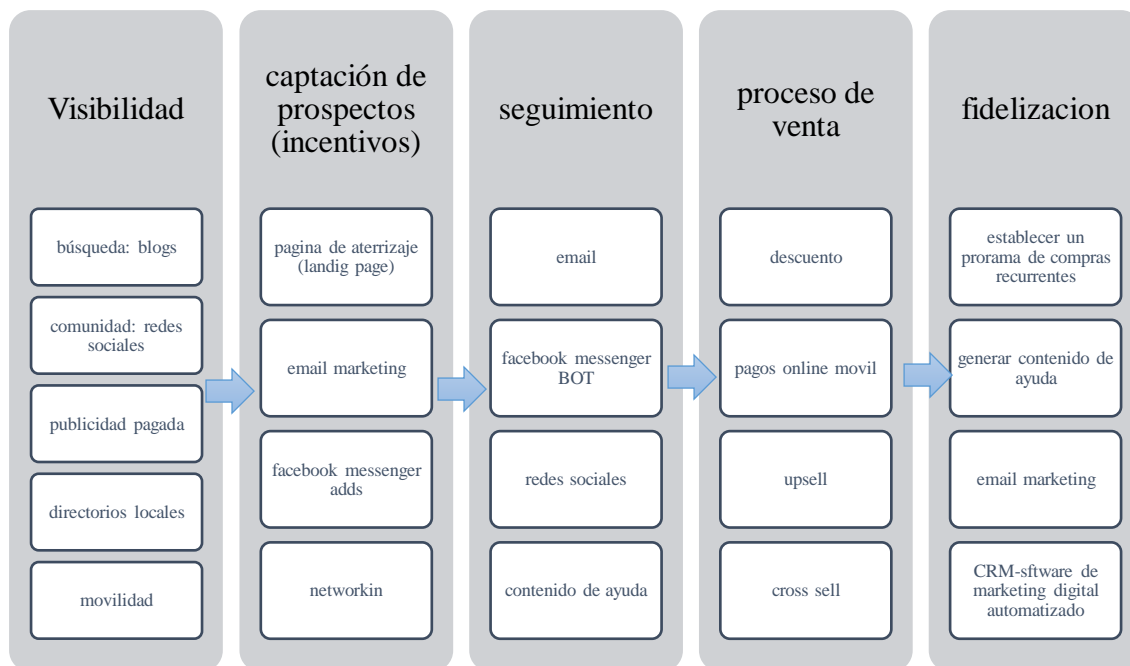 Visibilidad
búsqueda: blogs
comunidad: redes
sociales
publicidad pagada
directorios locales
movilidad
captación de
prospectos
(incentivos)
pagina de aterrizaje
(landig page)
email marketing
facebook messenger
adds
networkin
seguimiento
email
facebook messenger
BOT
redes sociales
contenido de ayuda
proceso de
venta
descuento
pagos online movil
upsell
cross sell
fidelizacion
establecer un
prorama de compras
recurrentes
generar contenido de
ayuda
email marketing
CRM-sftware de
marketing digital
automatizado